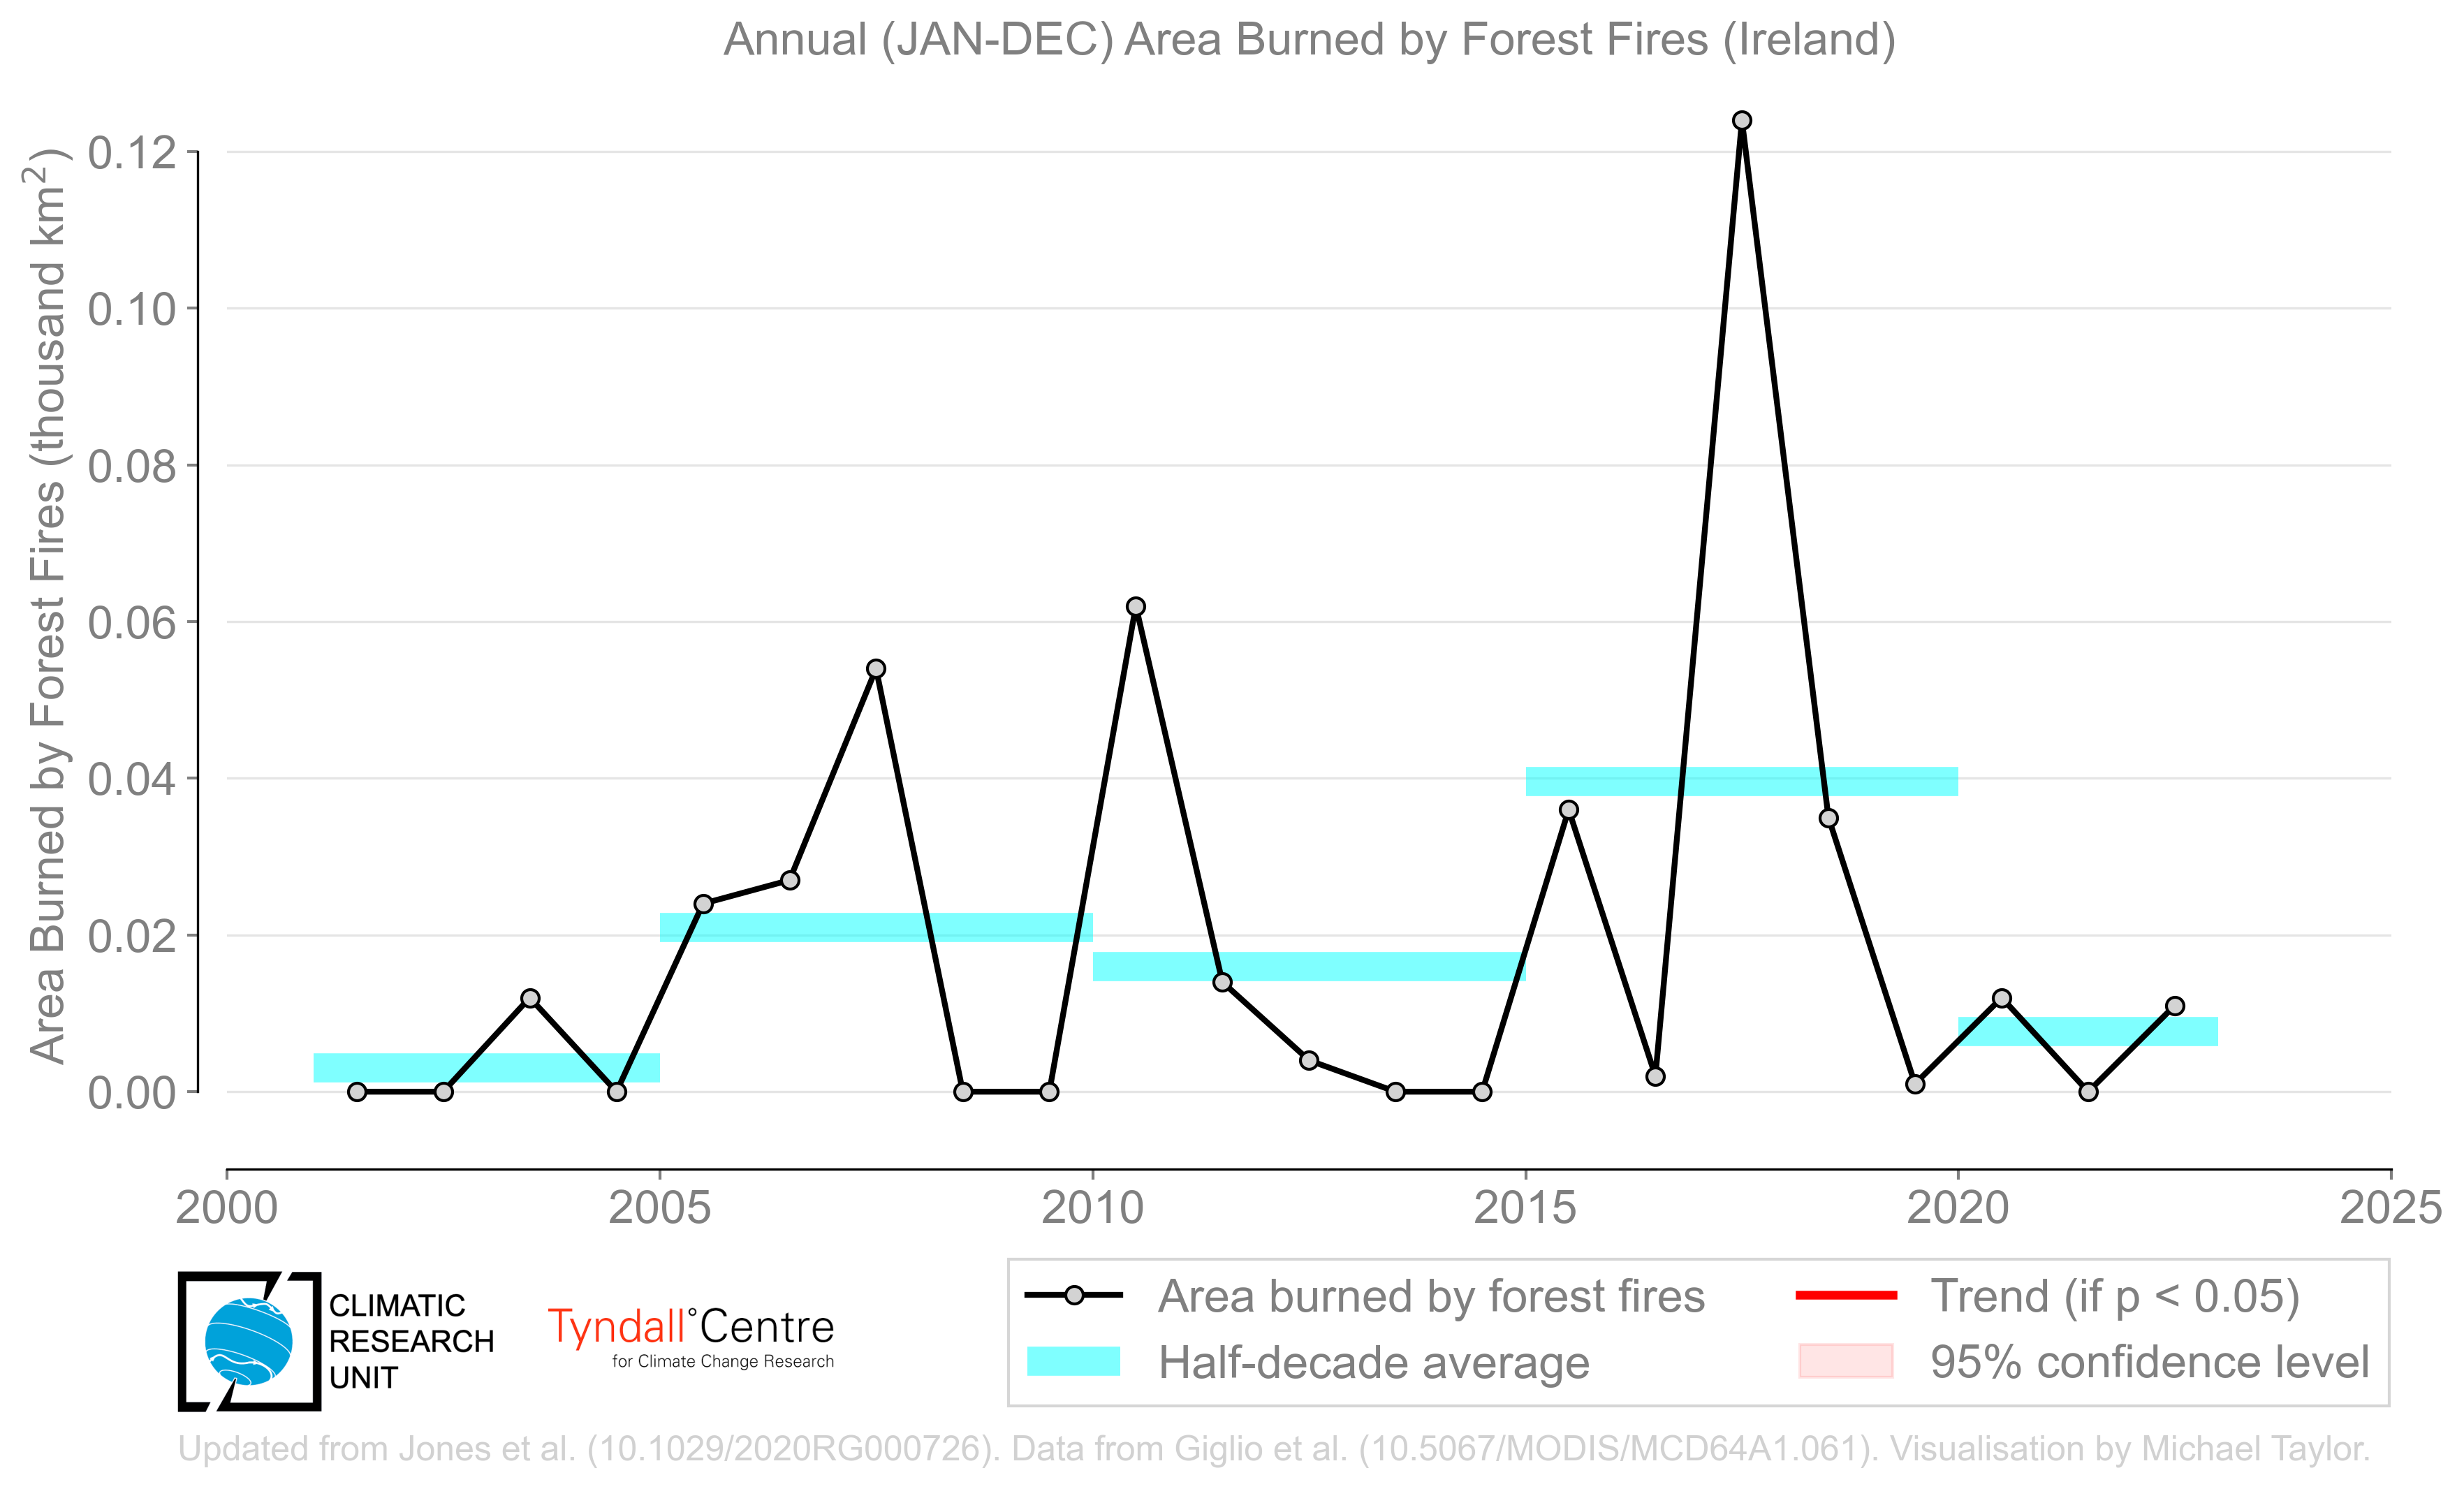 Annual (JAN-DEC) Area Burned by Forest Fires (Ireland)
Area Burned by Forest Fires (thousand km²)
0.12
0.10
0.08
0.06
0.04
0.02
0.00
2000 2005 2010 2015 2020 2025
CLIMATIC
RESEARCH
UNIT
Tyndall°Centre
for Climate Change Research
Area burned by forest fires
Half-decade average
Trend (if p < 0.05)
95% confidence level
Updated from Jones et al. (10.1029/2020RG000726). Data from Giglio et al. (10.5067/MODIS/MCD64A1.061). Visualisation by Michael Taylor.